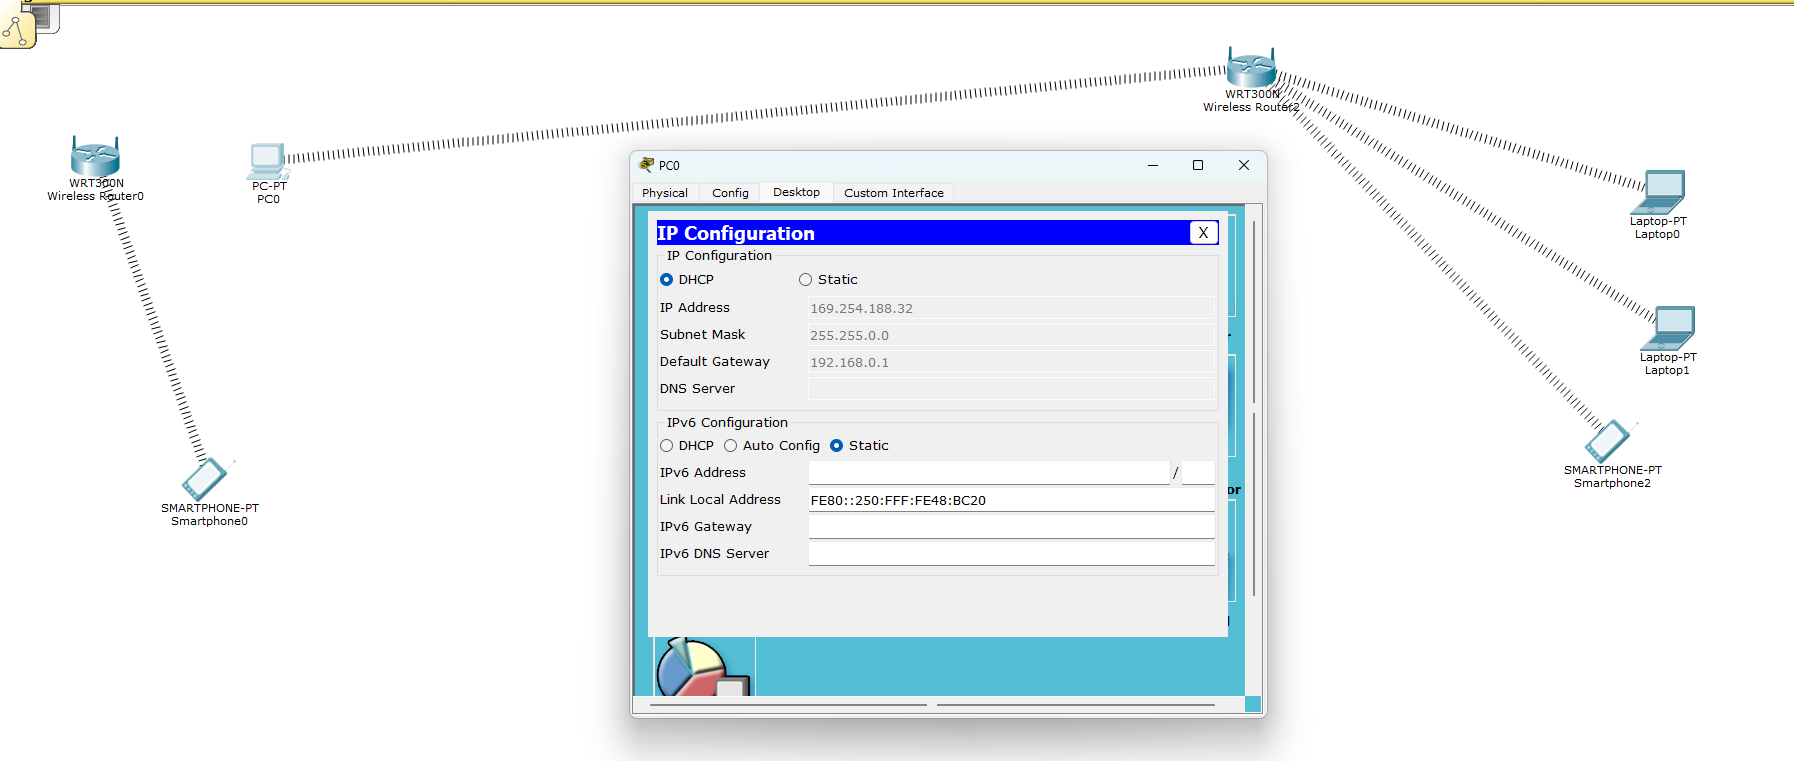 WRT300N
Wireless Router2
WRT300N
Wireless Router0
PC-PT
PC0
Laptop-PT
Laptop0
Laptop-PT
Laptop1
SMARTPHONE-PT
Smartphone2
SMARTPHONE-PT
Smartphone0
PC0
Physical Config Desktop Custom Interface
IP Configuration X
IP Configuration
DHCP Static
IP Address 169.254.188.32
Subnet Mask 255.255.0.0
Default Gateway 192.168.0.1
DNS Server
IPv6 Configuration
DHCP Auto Config Static
IPv6 Address /
Link Local Address FE80::250:FFF:FE48:BC20
IPv6 Gateway
IPv6 DNS Server
or